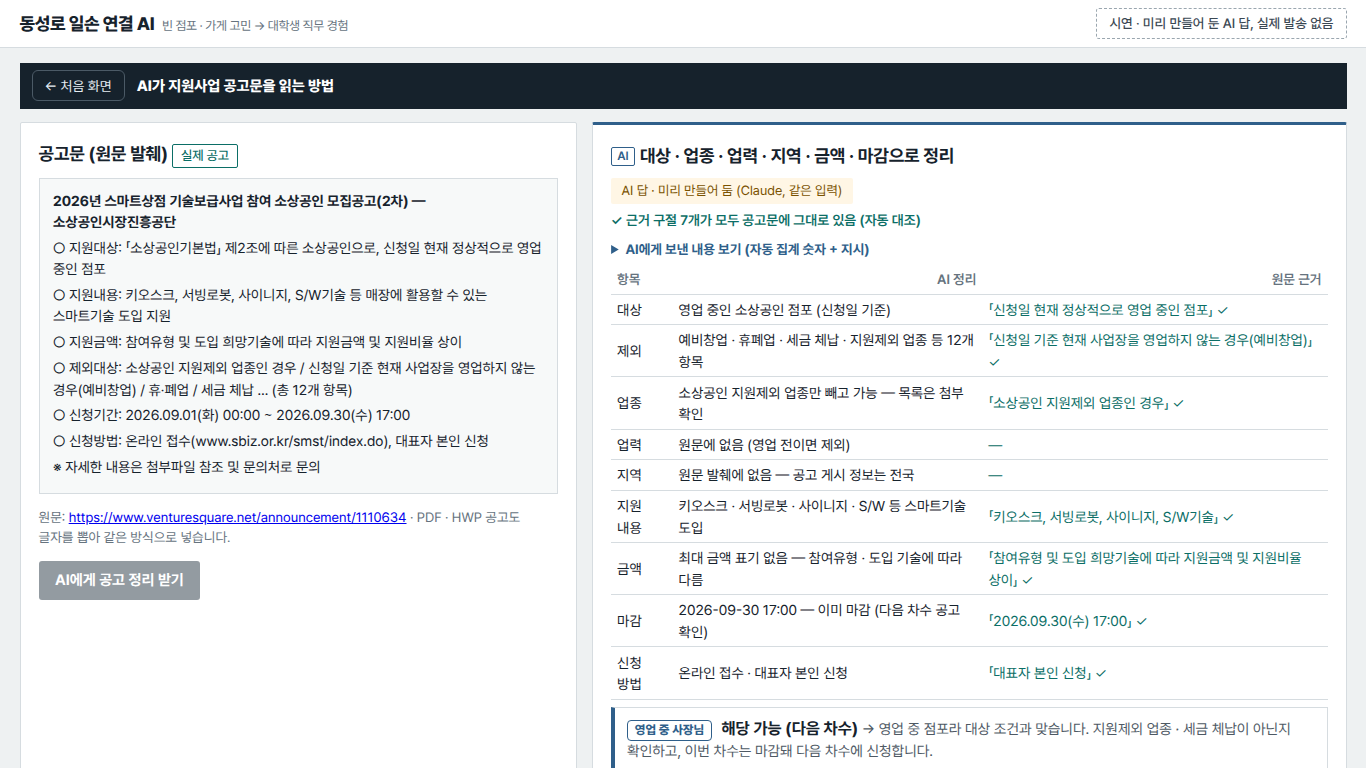 동성로 일손 연결 AI 빈 점포 · 가게 고민 → 대학생 직무 경험
시연 · 미리 만들어 둔 AI 답, 실제 발송 없음
← 처음 화면 AI가 지원사업 공고문을 읽는 방법
공고문 (원문 발췌) 실제 공고
2026년 스마트상점 기술보급사업 참여 소상공인 모집공고(2차) —
소상공인시장진흥공단
○ 지원대상: 「소상공인기본법」 제2조에 따른 소상공인으로, 신청일 현재 정상적으로 영업
중인 점포
○ 지원내용: 키오스크, 서빙로봇, 사이니지, S/W기술 등 매장에 활용할 수 있는
스마트기술 도입 지원
○ 지원금액: 참여유형 및 도입 희망기술에 따라 지원금액 및 지원비율 상이
○ 제외대상: 소상공인 지원제외 업종인 경우 / 신청일 기준 현재 사업장을 영업하지 않는
경우(예비창업) / 휴·폐업 / 세금 체납 ... (총 12개 항목)
○ 신청기간: 2026.09.01(화) 00:00 ~ 2026.09.30(수) 17:00
○ 신청방법: 온라인 접수(www.sbiz.or.kr/smst/index.do), 대표자 본인 신청
※ 자세한 내용은 첨부파일 참조 및 문의처로 문의
원문: https://www.venturesquare.net/announcement/1110634 · PDF · HWP 공고도
글자를 뽑아 같은 방식으로 넣습니다.
AI에게 공고 정리 받기
AI 대상 · 업종 · 업력 · 지역 · 금액 · 마감으로 정리
AI 답 · 미리 만들어 둠 (Claude, 같은 입력)
✓ 근거 구절 7개가 모두 공고문에 그대로 있음 (자동 대조)
▶ AI에게 보낸 내용 보기 (자동 집계 숫자 + 지시)
항목 AI 정리 원문 근거
대상 영업 중인 소상공인 점포 (신청일 기준) 「신청일 현재 정상적으로 영업 중인 점포」 ✓
제외 예비창업 · 휴폐업 · 세금 체납 · 지원제외 업종 등 12개
항목 「신청일 기준 현재 사업장을 영업하지 않는 경우(예비창업)」
✓
업종 소상공인 지원제외 업종만 빼고 가능 — 목록은 첨부
확인 「소상공인 지원제외 업종인 경우」 ✓
업력 원문에 없음 (영업 전이면 제외) —
지역 원문 발췌에 없음 — 공고 게시 정보는 전국 —
지원
내용 키오스크 · 서빙로봇 · 사이니지 · S/W 등 스마트기술
도입 「키오스크, 서빙로봇, 사이니지, S/W기술」 ✓
금액 최대 금액 표기 없음 — 참여유형 · 도입 기술에 따라
다름 「참여유형 및 도입 희망기술에 따라 지원금액 및 지원비율
상이」 ✓
마감 2026-09-30 17:00 — 이미 마감 (다음 차수 공고
확인) 「2026.09.30(수) 17:00」 ✓
신청
방법 온라인 접수 · 대표자 본인 신청 「대표자 본인 신청」 ✓
영업 중 사장님 해당 가능 (다음 차수) → 영업 중 점포라 대상 조건과 맞습니다. 지원제외 업종 · 세금 체납이 아닌지
확인하고, 이번 차수는 마감돼 다음 차수에 신청합니다.